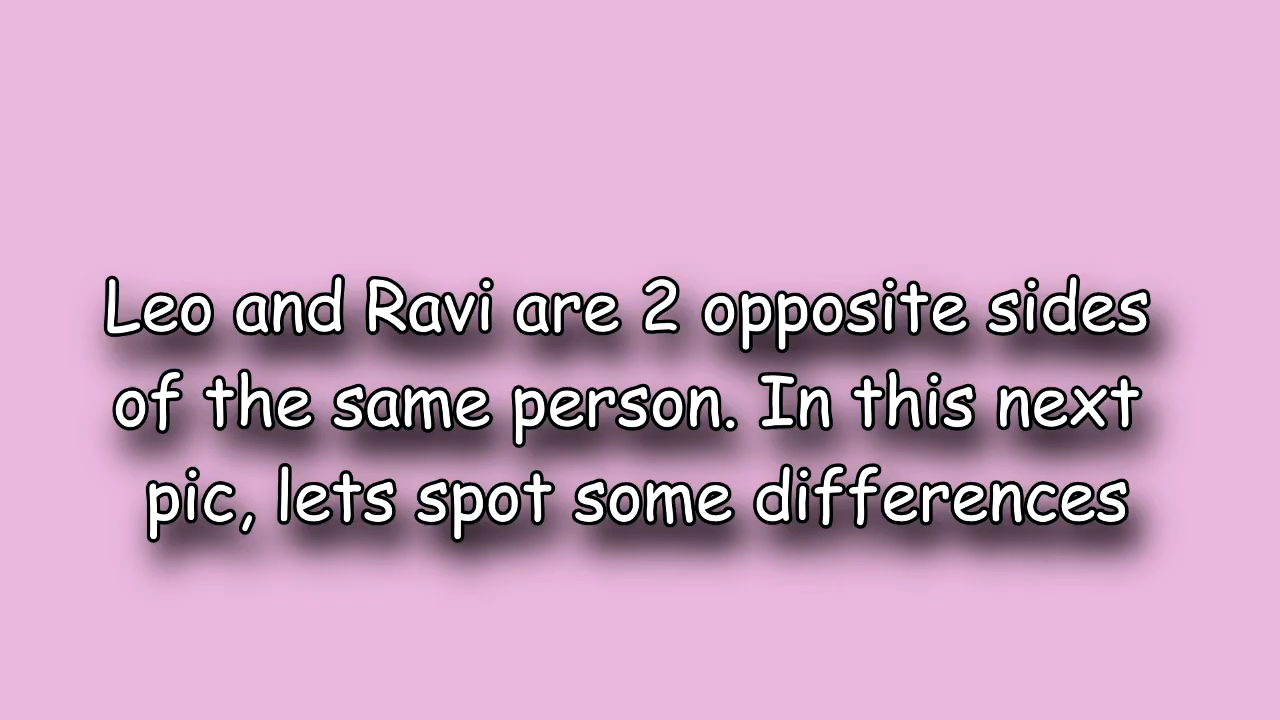 Leo and Ravi are 2 opposite sides
of the same person. In this next
pic, lets spot some differences